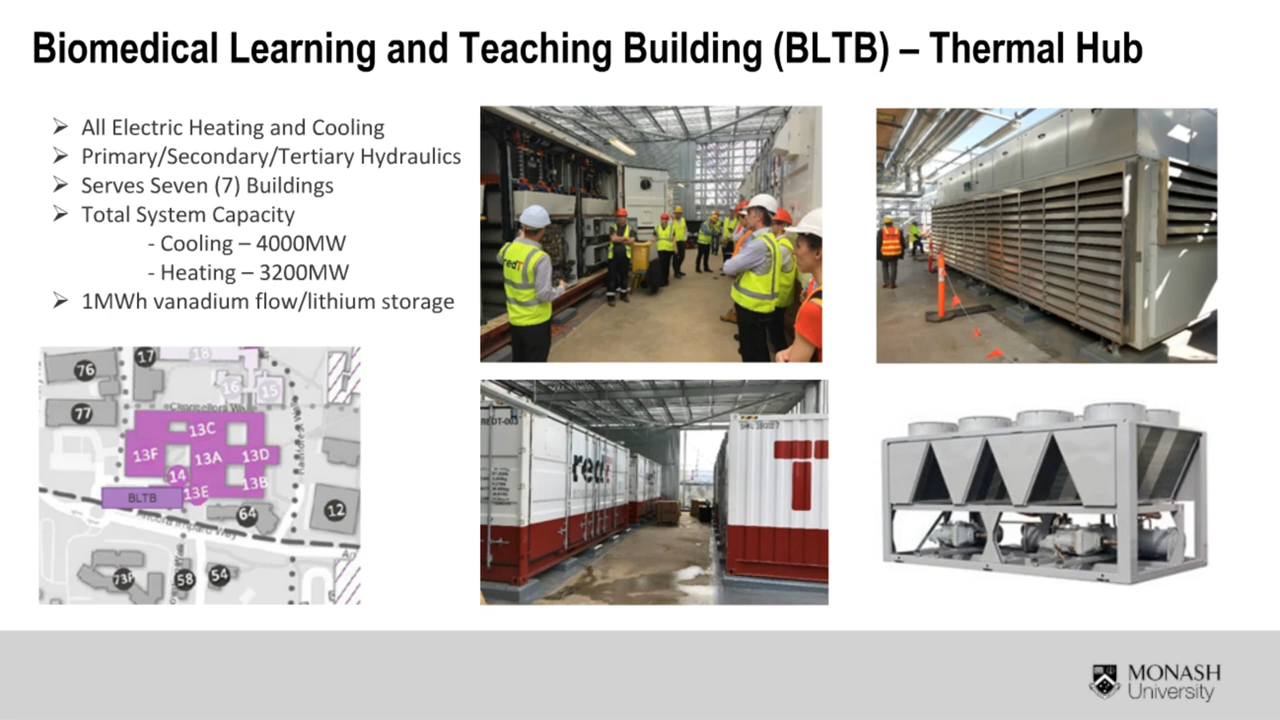 Biomedical Learning and Teaching Building (BLTB) – Thermal Hub
➢ All Electric Heating and Cooling
➢ Primary/Secondary/Tertiary Hydraulics
➢ Serves Seven (7) Buildings
➢ Total System Capacity
- Cooling – 4000MW
- Heating – 3200MW
➢ 1MWh vanadium flow/lithium storage
76
17
18
16
15
77
13C
13F
13A
13D
14
13E
13B
BLTB
64
12
58
54
redT
redT
MONASH
University